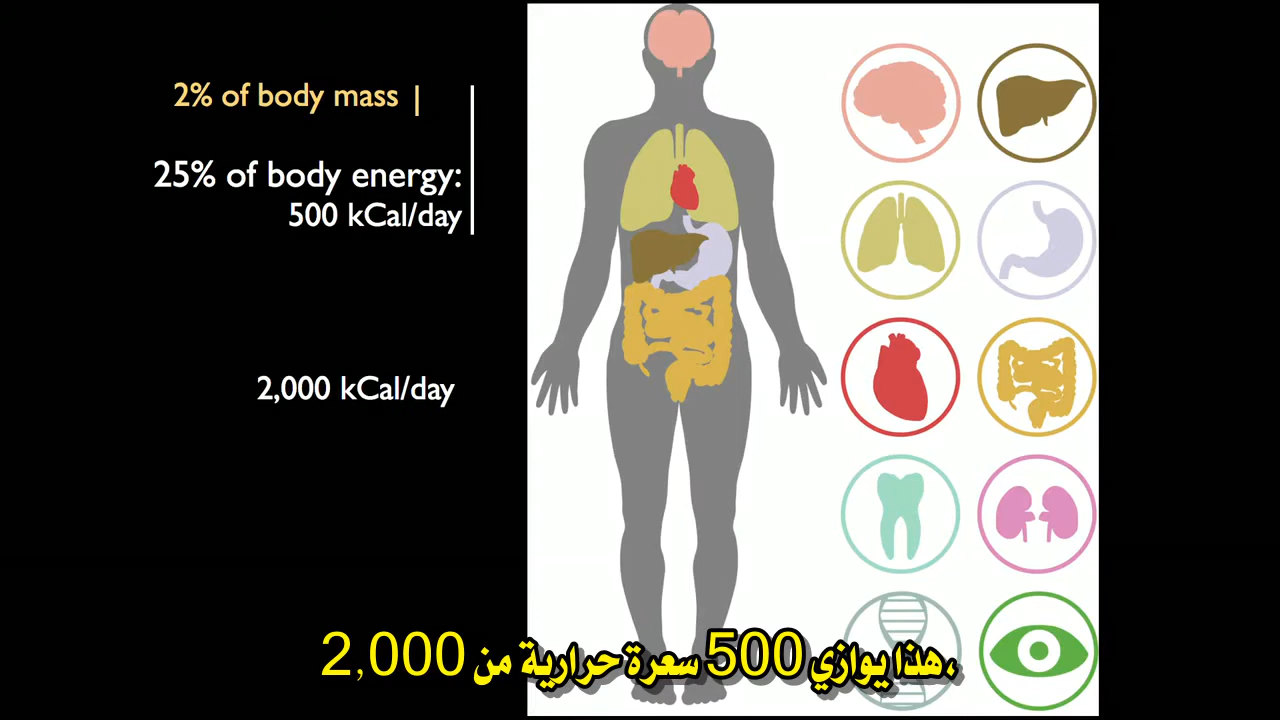 2% of body mass |
25% of body energy:
500 kCal/day
2,000 kCal/day
هذا يوازي 500 سعرة حرارية من 2,000،